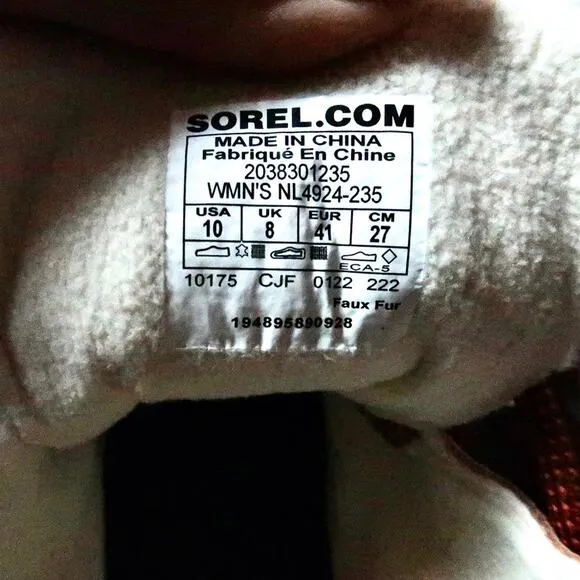 SOREL.COM
MADE IN CHINA
Fabriqué En Chine
2038301235
WMN'S NL4924-235
USA UK EUR CM
10 8 41 27
ECA-5
10175 CJF 0122 222
Faux Fur
194895890928